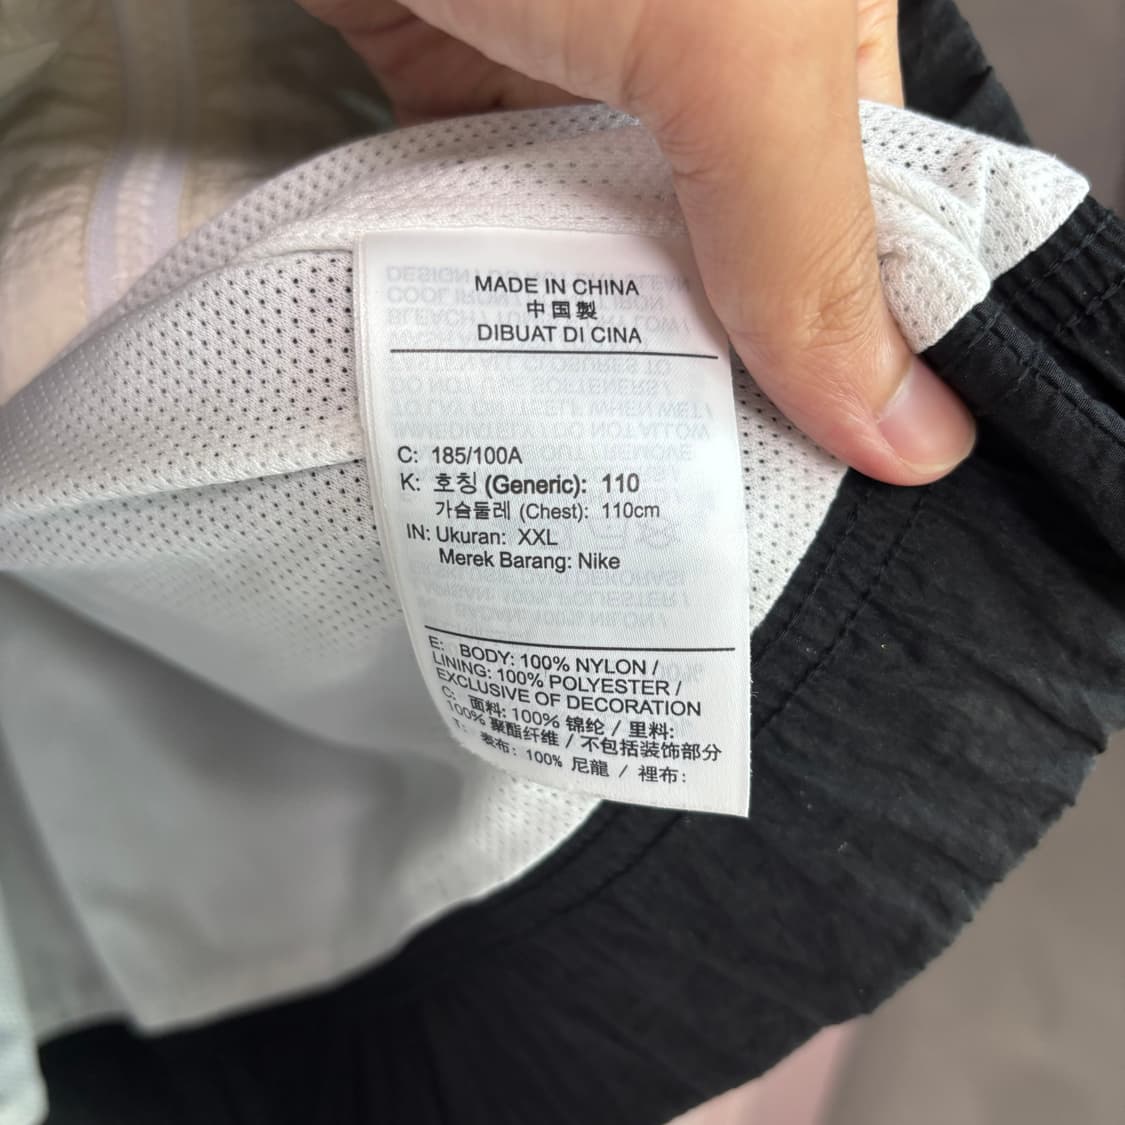 MADE IN CHINA
中国製
DIBUAT DI CINA
C: 185/100A
K: 호칭 (Generic): 110
가슴둘레 (Chest): 110cm
IN: Ukuran: XXL
Merek Barang: Nike
E: BODY: 100% NYLON /
LINING: 100% POLYESTER /
EXCLUSIVE OF DECORATION
C: 面料: 100% 锦纶 / 里料:
100% 聚酯纤维 / 不包括装饰部分
T: 表布: 100% 尼龍 / 裡布: